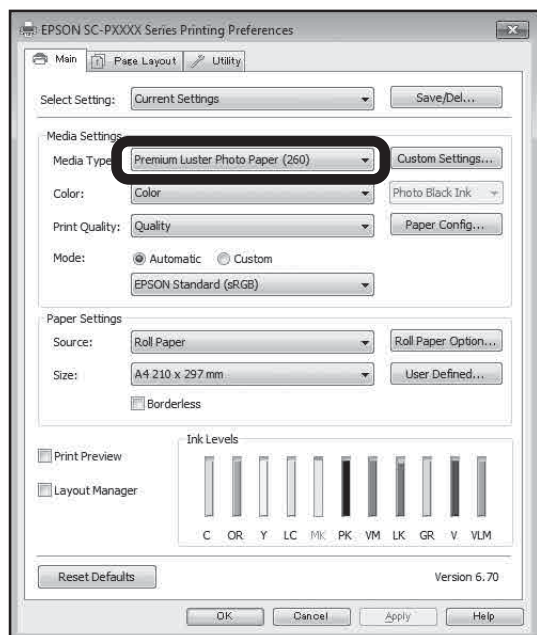 EPSON SC-PXXXX Series Printing Preferences
Main Page Layout Utility
Select Setting: Current Settings Save/Del...
Media Settings
Media Type Premium Luster Photo Paper (260) Custom Settings...
Color: Color Photo Black Ink
Print Quality: Quality Paper Config...
Mode: Automatic Custom
EPSON Standard (sRGB)
Paper Settings
Source: Roll Paper Roll Paper Option...
Size: A4 210 x 297 mm User Defined...
Borderless
Ink Levels
Print Preview
Layout Manager
C OR Y LC MK PK VM LK GR V VLM
Reset Defaults Version 6.70
OK Cancel Apply Help